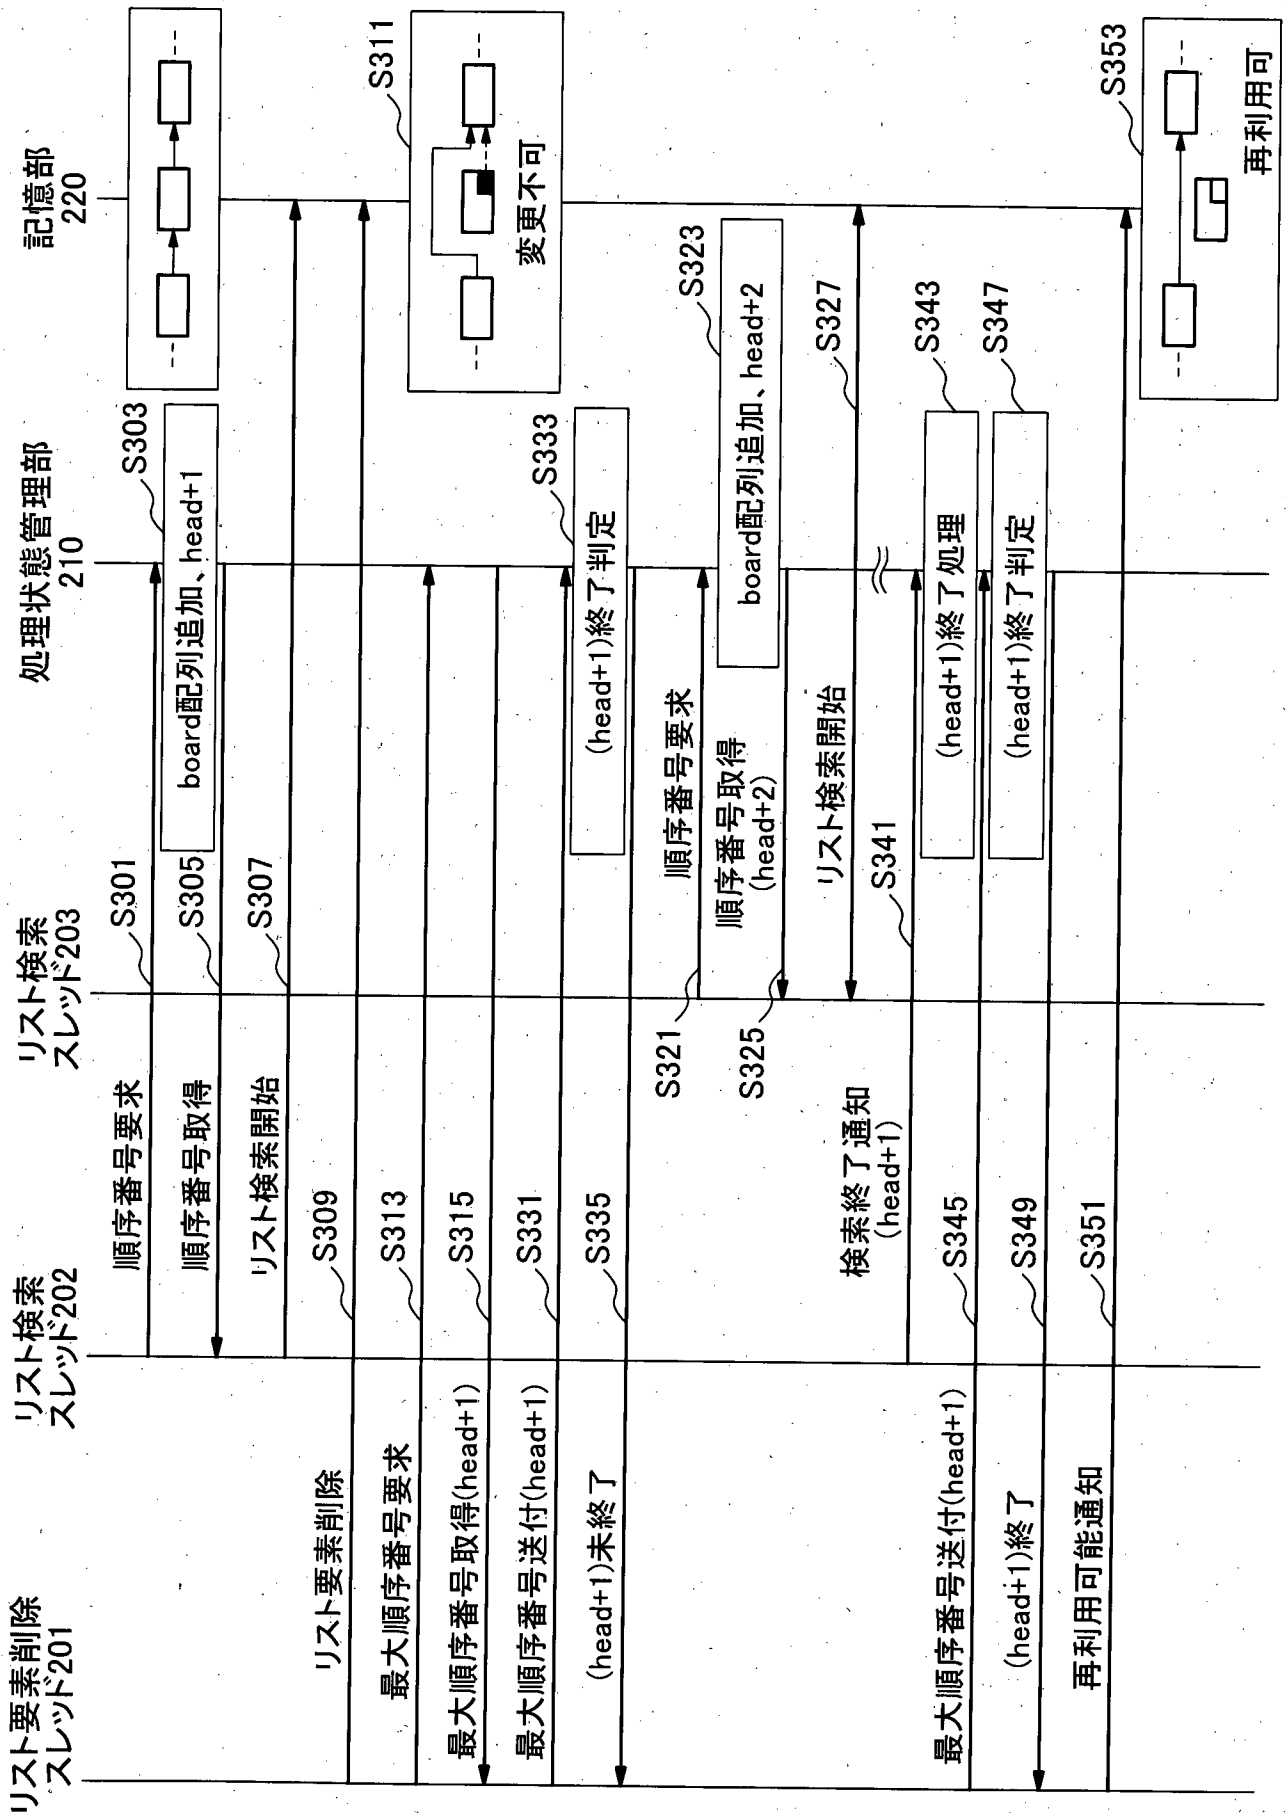 リスト要素削除
スレッド201
リスト検索
スレッド202
リスト検索
スレッド203
処理状態管理部
210
記憶部
220
順序番号要求
S301
S303
board配列追加、head+1
順序番号取得
S305
リスト検索開始
S307
リスト要素削除
S309
S311
変更不可
最大順序番号要求
S313
最大順序番号取得(head+1)
S315
最大順序番号送付(head+1)
S331
S333
(head+1)終了判定
(head+1)未終了
S335
S321
順序番号要求
S323
board配列追加、head+2
順序番号取得
(head+2)
S325
リスト検索開始
S327
検索終了通知
(head+1)
S341
S343
(head+1)終了処理
最大順序番号送付(head+1)
S345
S347
(head+1)終了判定
(head+1)終了
S349
再利用可能通知
S351
S353
再利用可